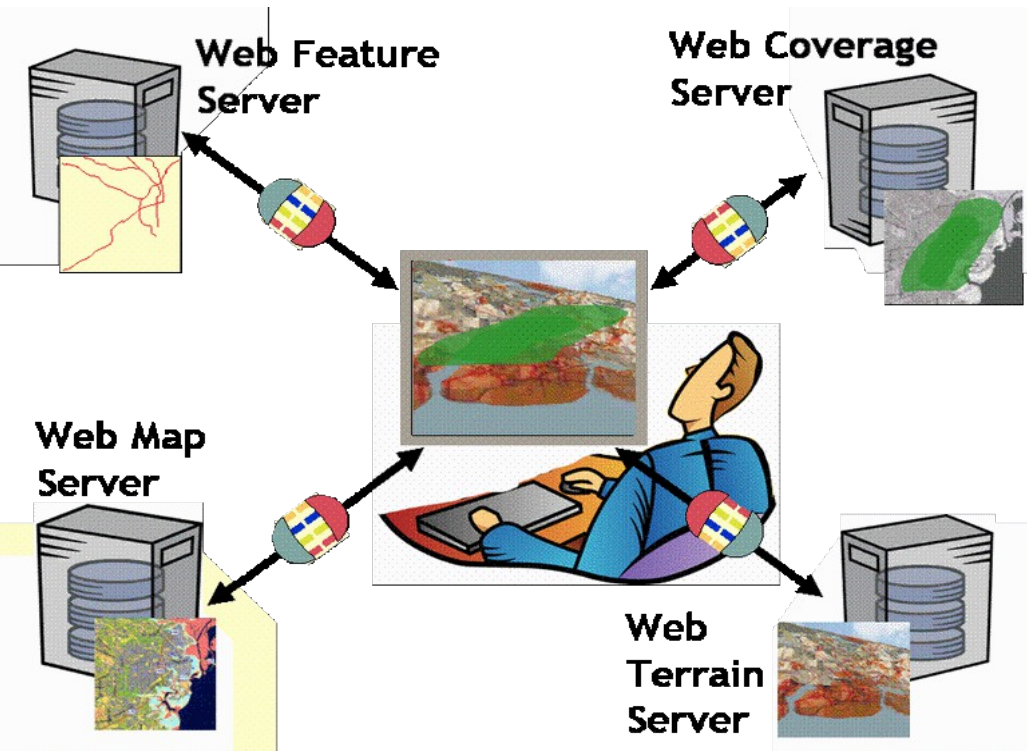 Web Feature
Server
Web Coverage
Server
Web Map
Server
Web
Terrain
Server